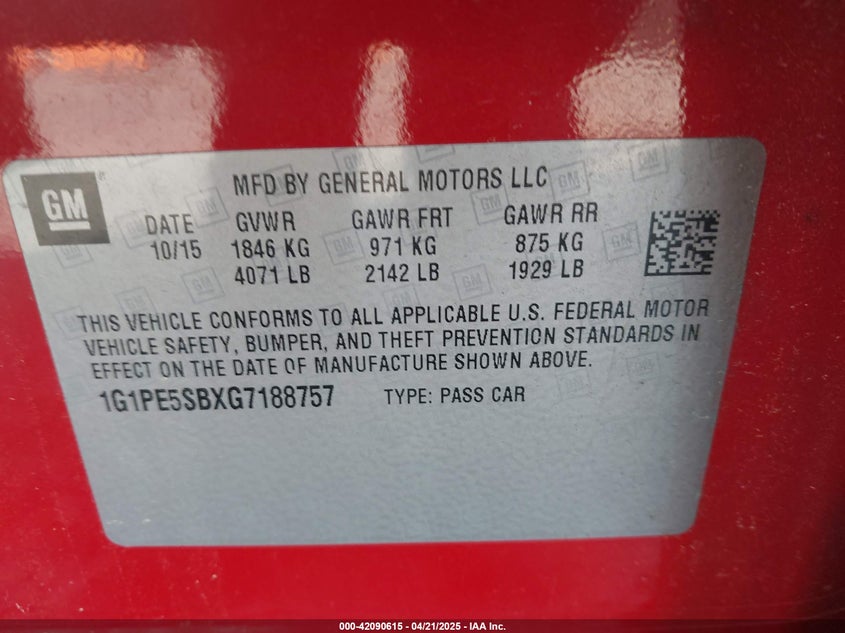 GM
MFD BY GENERAL MOTORS LLC
DATE GVWR GAWR FRT GAWR RR
10/15 1846 KG 971 KG 875 KG
4071 LB 2142 LB 1929 LB
THIS VEHICLE CONFORMS TO ALL APPLICABLE U.S. FEDERAL MOTOR
VEHICLE SAFETY, BUMPER, AND THEFT PREVENTION STANDARDS IN
EFFECT ON THE DATE OF MANUFACTURE SHOWN ABOVE.
1G1PE5SBXG7188757 TYPE: PASS CAR
000-42090615 - 04/21/2025 - IAA Inc.